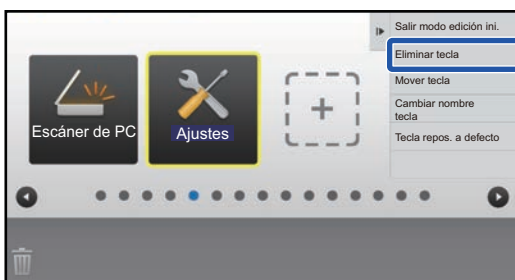 Salir modo edición ini.
Eliminar tecla
Mover tecla
Cambiar nombre
tecla
Tecla repos. a defecto
Escáner de PC
Ajustes